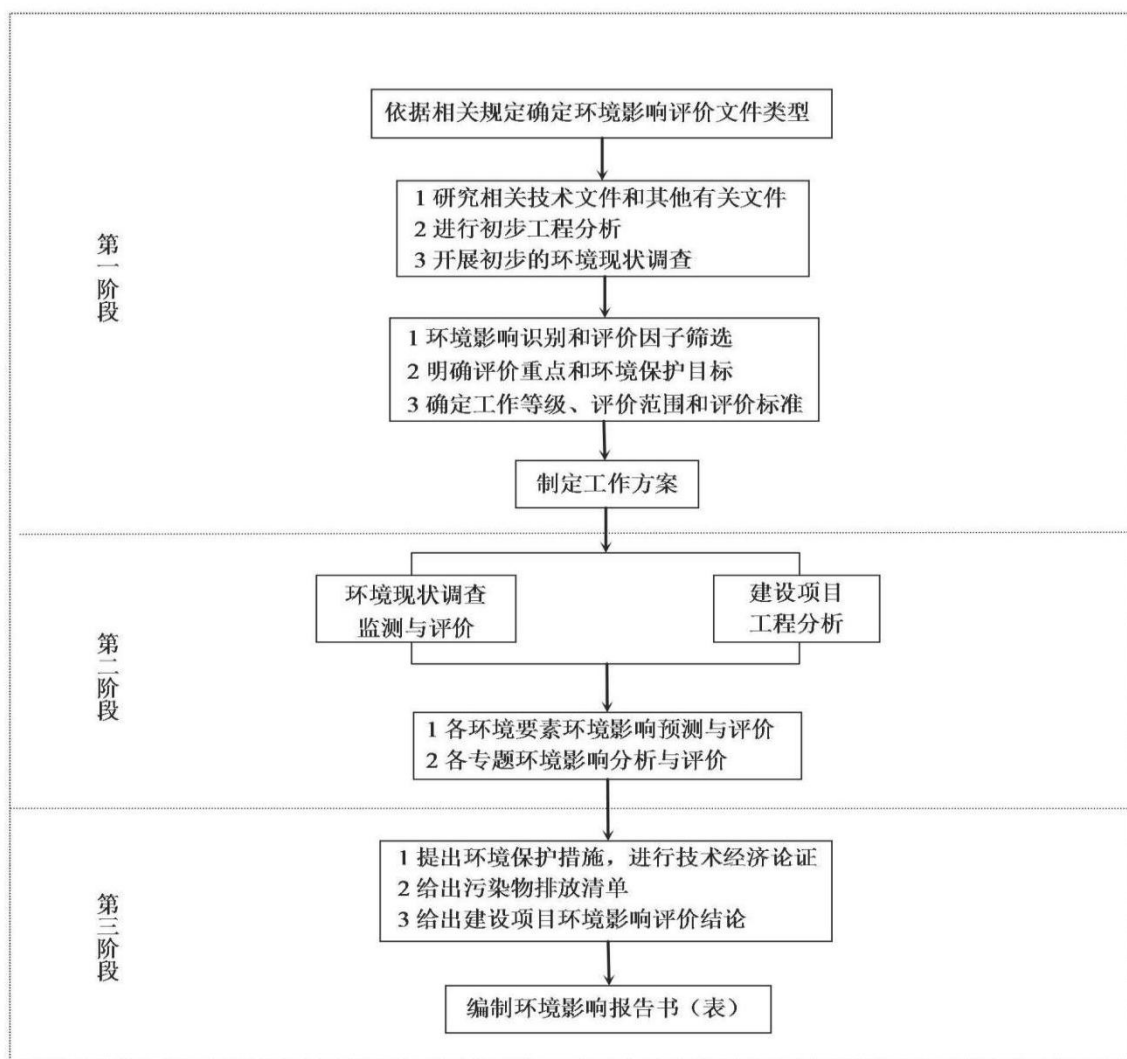 依据相关规定确定环境影响评价文件类型
1 研究相关技术文件和其他有关文件
2 进行初步工程分析
3 开展初步的环境现状调查
第一阶段
1 环境影响识别和评价因子筛选
2 明确评价重点和环境保护目标
3 确定工作等级、评价范围和评价标准
制定工作方案
环境现状调查
监测与评价
建设项目
工程分析
第二阶段
1 各环境要素环境影响预测与评价
2 各专题环境影响分析与评价
1 提出环境保护措施，进行技术经济论证
2 给出污染物排放清单
3 给出建设项目环境影响评价结论
第三阶段
编制环境影响报告书（表）